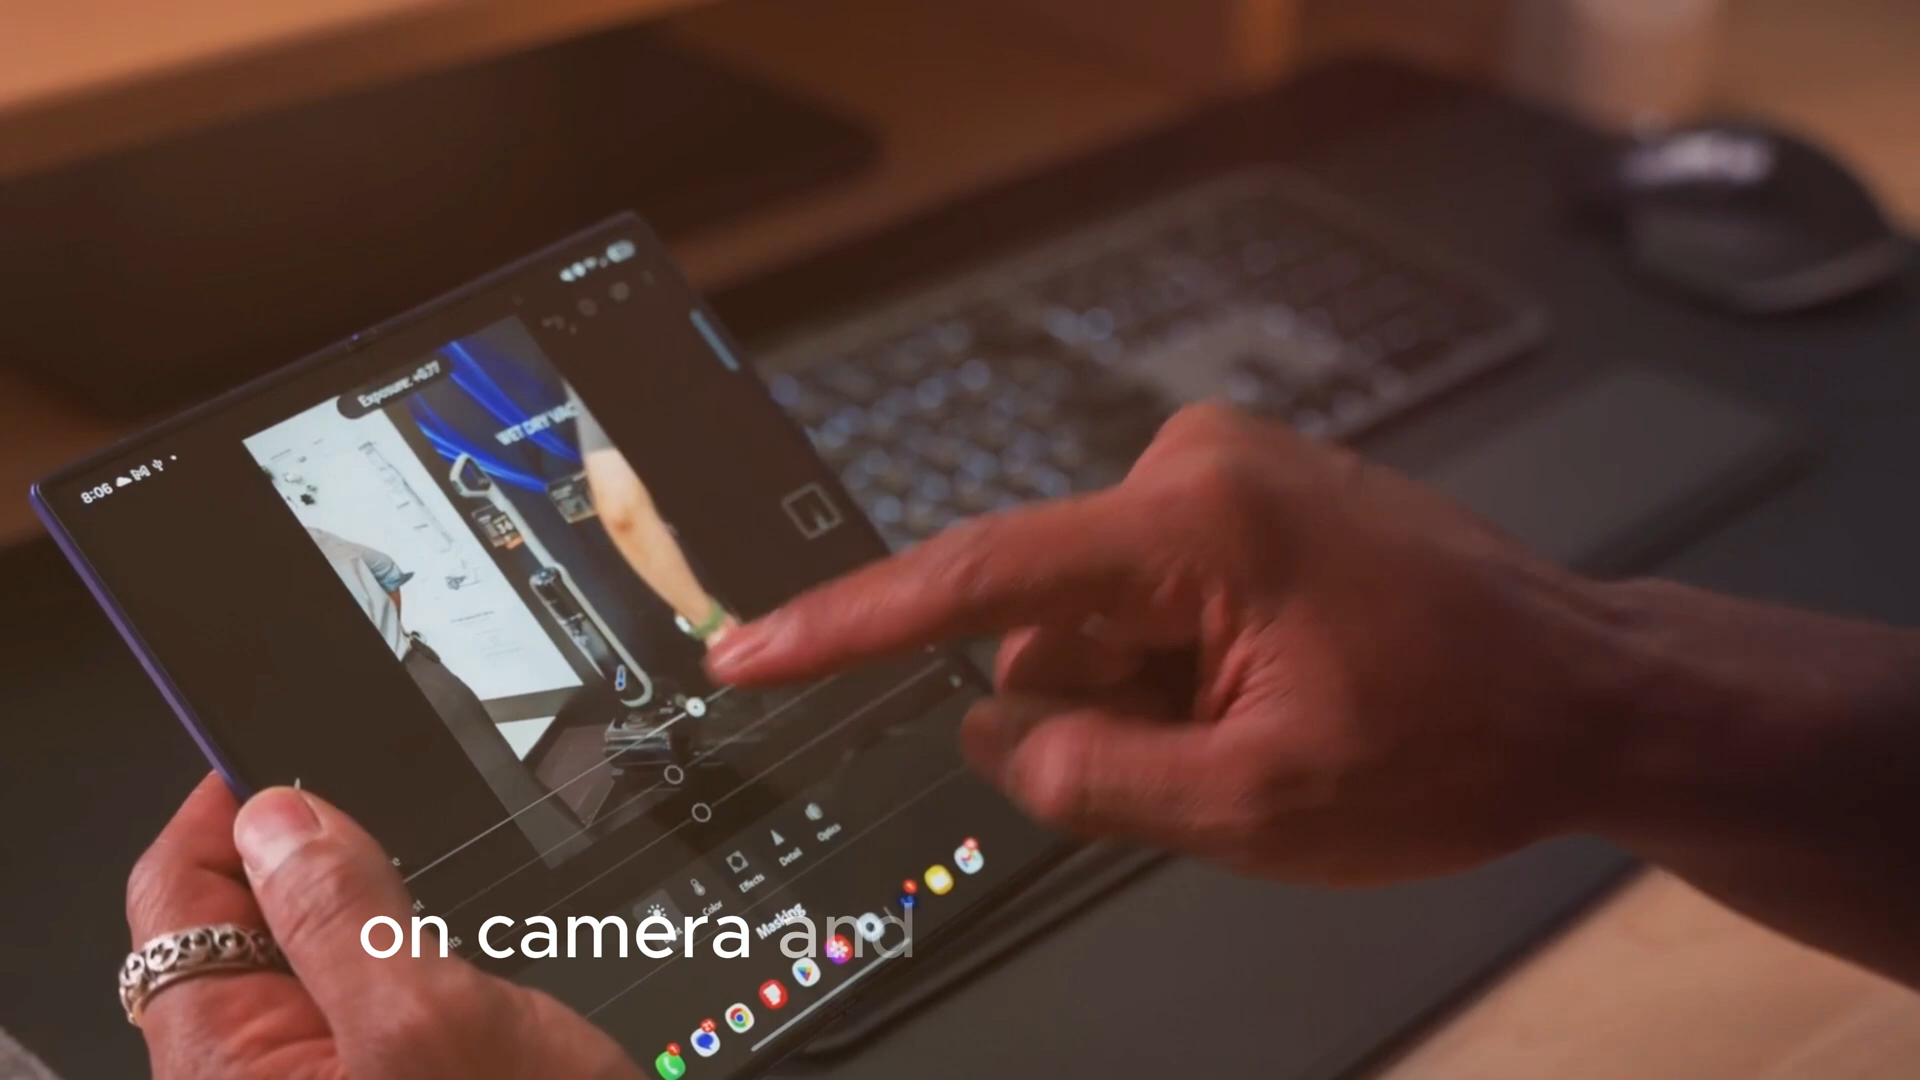 8:06
Exposure: +0.77
WET DRY VAC
Effects
Detail
Optics
Color
Masking
on camera and